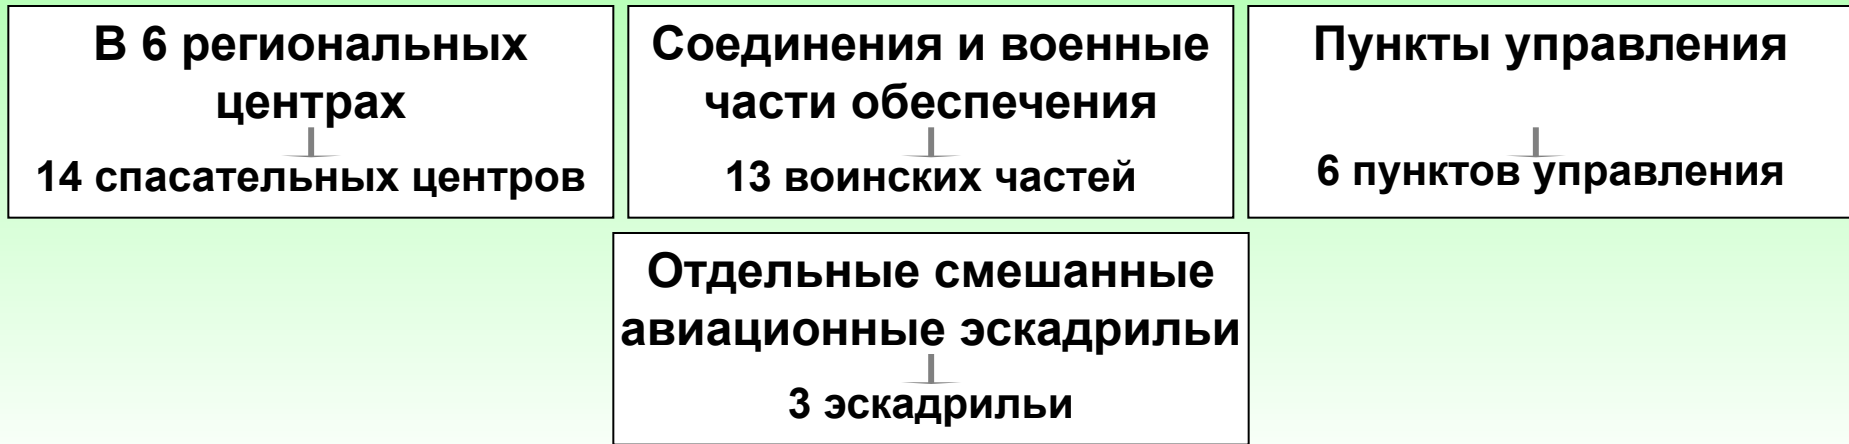 В 6 региональных
центрах
14 спасательных центров
Соединения и военные
части обеспечения
13 воинских частей
Пункты управления
6 пунктов управления
Отдельные смешанные
авиационные эскадрильи
3 эскадрильи